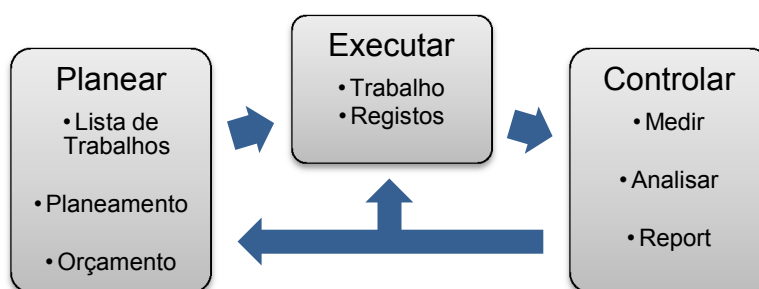 Planear
• Lista de
Trabalhos
• Planeamento
• Orçamento
Executar
• Trabalho
• Registos
Controlar
• Medir
• Analisar
• Report